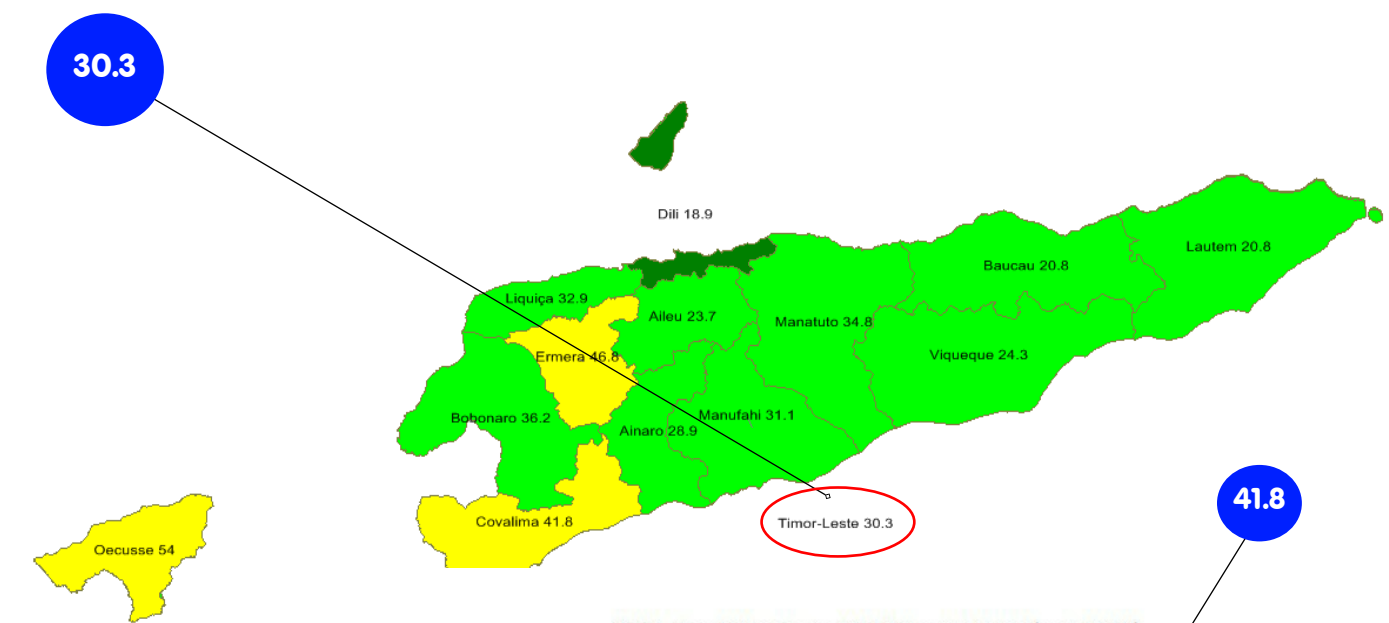 30.3
Dili 18.9
Lautem 20.8
Baucau 20.8
Liquiça 32.9
Aileu 23.7
Manatuto 34.8
Ermera 46.8
Viqueque 24.3
Bobonaro 36.2
Manufahi 31.1
Ainaro 28.9
41.8
Covalima 41.8
Timor-Leste 30.3
Oecusse 54